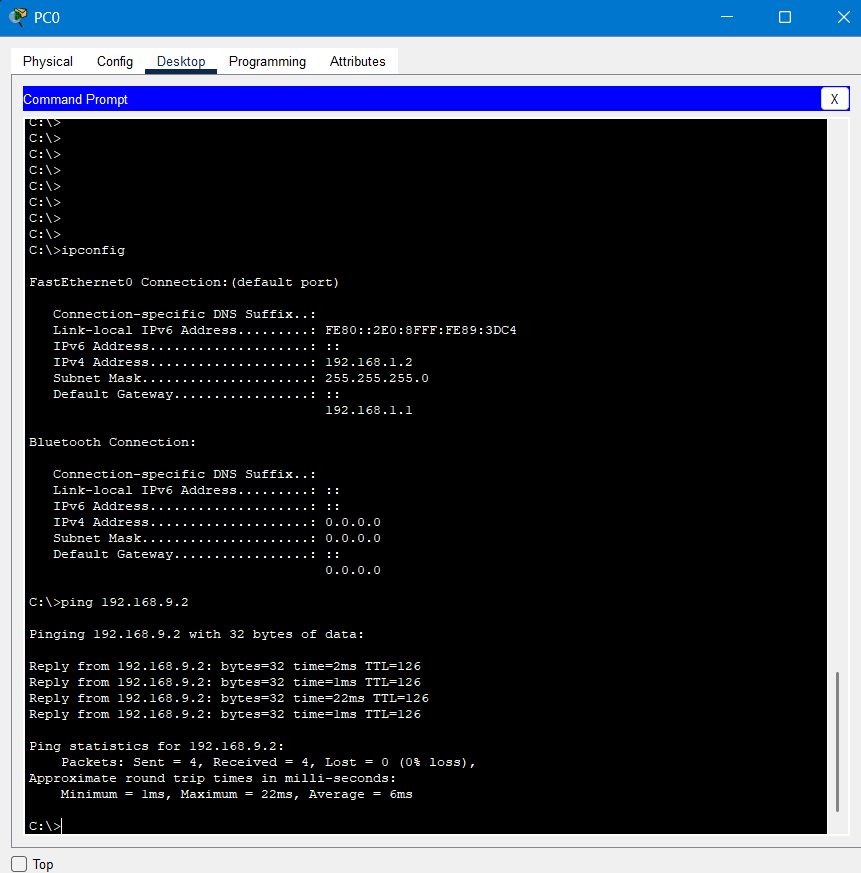 PC0
Physical Config Desktop Programming Attributes
Command Prompt X
C:\>
C:\>
C:\>
C:\>
C:\>
C:\>
C:\>
C:\>
C:\>ipconfig
FastEthernet0 Connection:(default port)
Connection-specific DNS Suffix..:
Link-local IPv6 Address.........: FE80::2E0:8FFF:FE89:3DC4
IPv6 Address....................: ::
IPv4 Address....................: 192.168.1.2
Subnet Mask.....................: 255.255.255.0
Default Gateway.................: ::
192.168.1.1
Bluetooth Connection:
Connection-specific DNS Suffix..:
Link-local IPv6 Address.........: ::
IPv6 Address....................: ::
IPv4 Address....................: 0.0.0.0
Subnet Mask.....................: 0.0.0.0
Default Gateway.................: ::
0.0.0.0
C:\>ping 192.168.9.2
Pinging 192.168.9.2 with 32 bytes of data:
Reply from 192.168.9.2: bytes=32 time=2ms TTL=126
Reply from 192.168.9.2: bytes=32 time=1ms TTL=126
Reply from 192.168.9.2: bytes=32 time=22ms TTL=126
Reply from 192.168.9.2: bytes=32 time=1ms TTL=126
Ping statistics for 192.168.9.2:
Packets: Sent = 4, Received = 4, Lost = 0 (0% loss),
Approximate round trip times in milli-seconds:
Minimum = 1ms, Maximum = 22ms, Average = 6ms
C:\>
Top